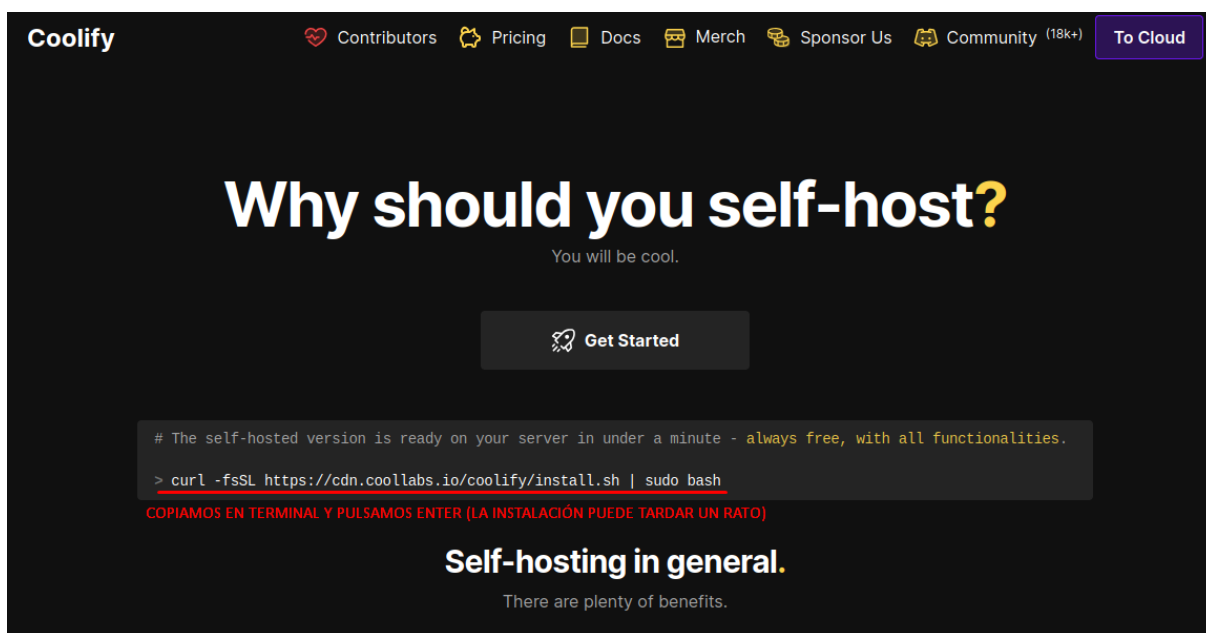 Coolify Contributors Pricing Docs Merch Sponsor Us Community (18k+) To Cloud
Why should you self-host?
You will be cool.
Get Started
# The self-hosted version is ready on your server in under a minute - always free, with all functionalities.
> curl -fsSL https://cdn.coollabs.io/coolify/install.sh | sudo bash
COPIAMOS EN TERMINAL Y PULSAMOS ENTER (LA INSTALACIÓN PUEDE TARDAR UN RATO)
Self-hosting in general.
There are plenty of benefits.